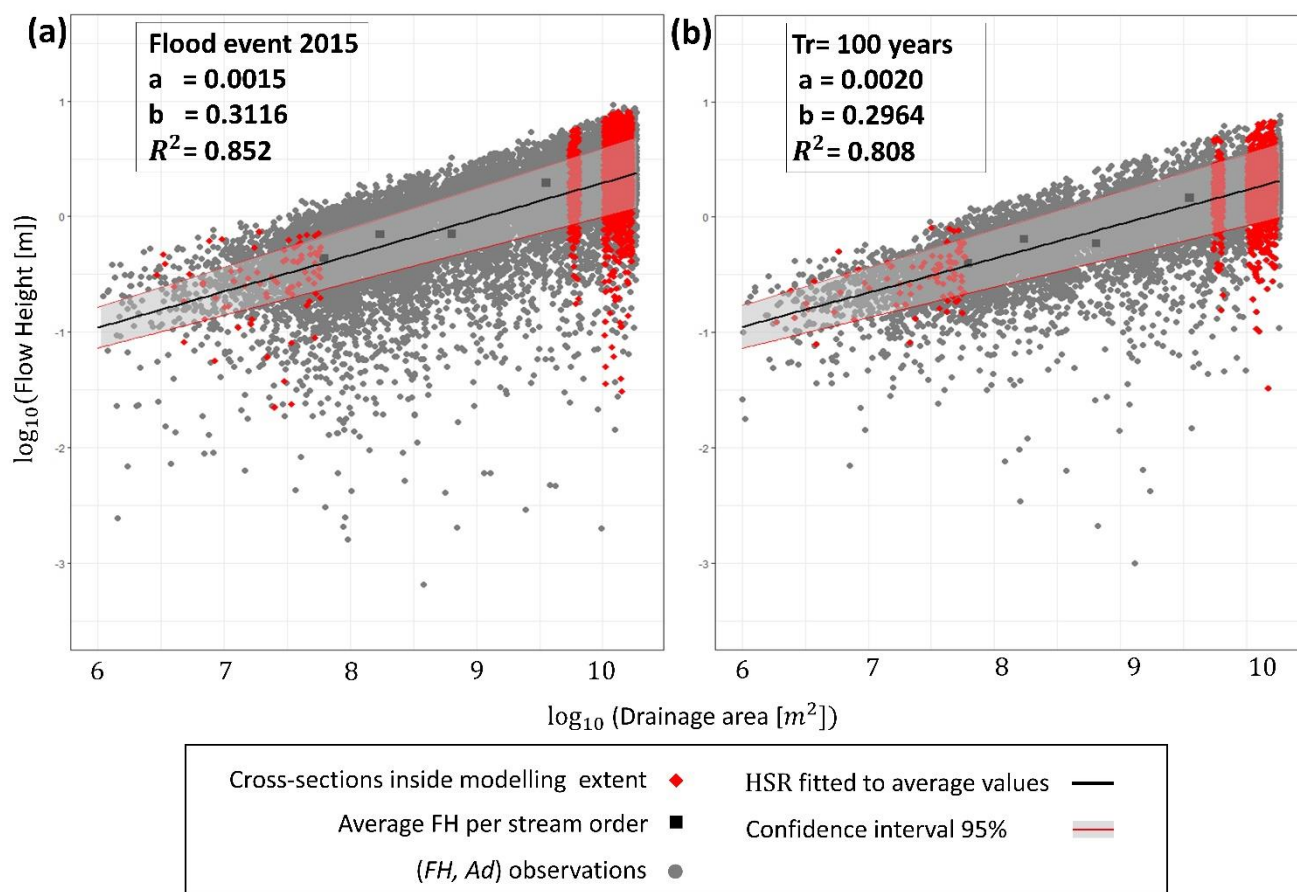 (a)
Flood event 2015
a = 0.0015
b = 0.3116
R² = 0.852
(b)
Tr= 100 years
a = 0.0020
b = 0.2964
R² = 0.808
log₁₀(Flow Height [m])
1
0
-1
-2
-3
1
0
-1
-2
-3
6 7 8 9 10
6 7 8 9 10
log₁₀ (Drainage area [m²])
Cross-sections inside modelling extent
Average FH per stream order
(FH, Ad) observations
HSR fitted to average values
Confidence interval 95%